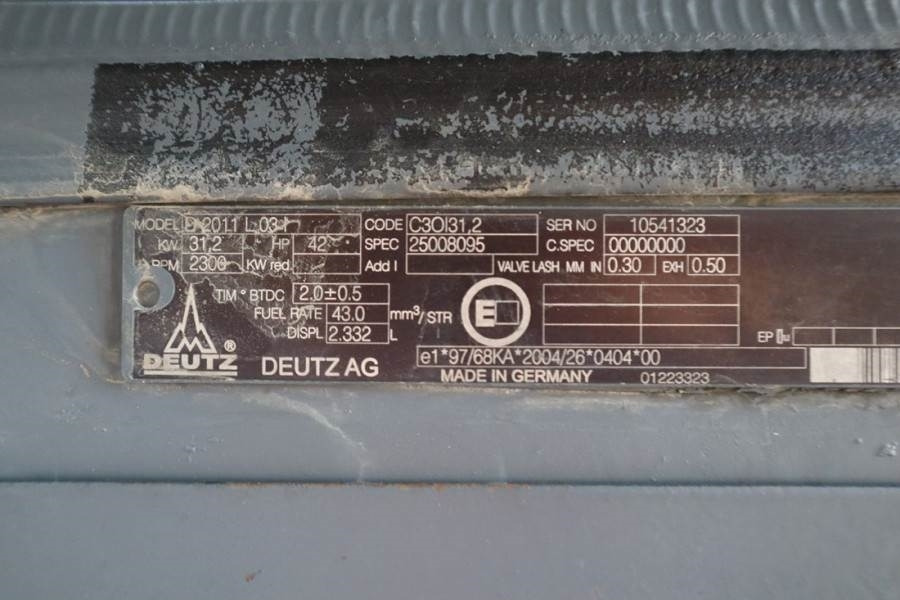 MODEL D 2011 L 03 I CODE C3OI31,2 SER NO 10541323
KW 31,2 HP 42 SPEC 25008095 C.SPEC 00000000
RPM 2300 KW red. Add I VALVE LASH MM IN 0.30 EXH 0.50
TIM ° BTDC 2.0±0.5
FUEL RATE 43.0 mm³/STR E
DISPL 2.332 L EP
DEUTZ ® DEUTZ AG e1*97/68KA*2004/26*0404*00
MADE IN GERMANY 01223323